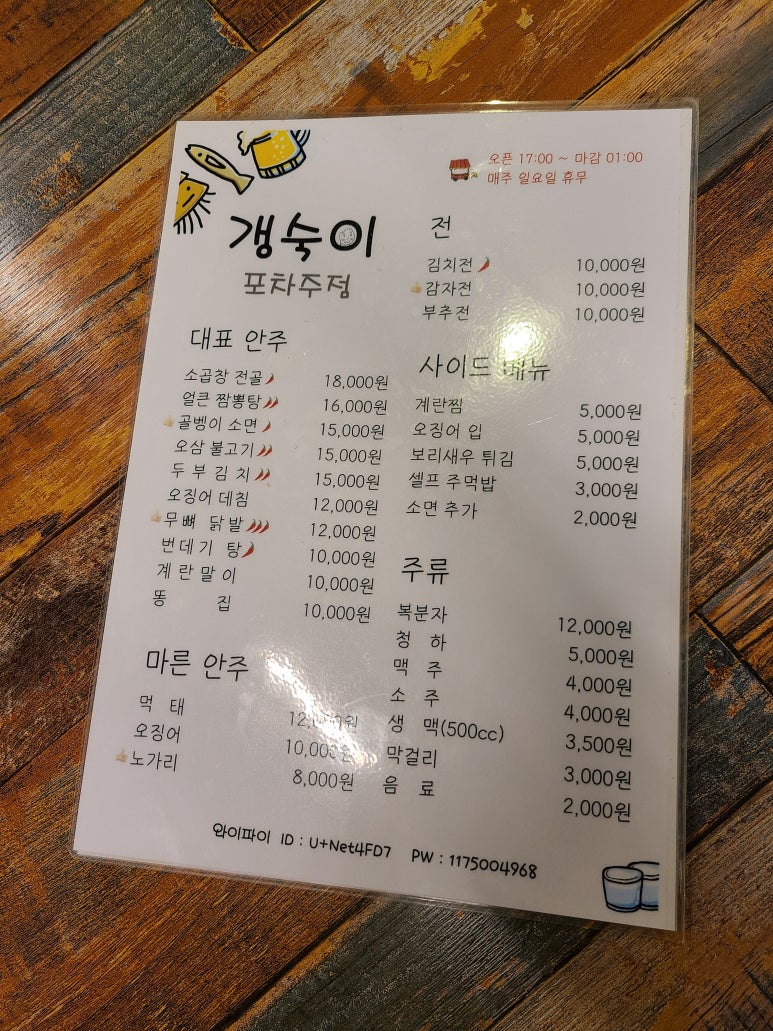 오픈 17:00 ~ 마감 01:00
매주 일요일 휴무
갱숙이
포차주점
대표 안주
소곱창 전골 18,000원
얼큰 짬뽕탕 16,000원
골벵이 소면 15,000원
오삼 불고기 15,000원
두부김치 15,000원
오징어 데침 12,000원
무뼈 닭발 12,000원
번데기 탕 10,000원
계란말이 10,000원
똥 집 10,000원
마른 안주
먹 태
오징어 10,000원
노가리 8,000원
전
김치전 10,000원
감자전 10,000원
부추전 10,000원
사이드 메뉴
계란찜 5,000원
오징어 입 5,000원
보리새우 튀김 5,000원
셀프 주먹밥 3,000원
소면 추가 2,000원
주류
복분자 12,000원
청 하 5,000원
맥 주 4,000원
소 주 4,000원
생 맥(500cc) 3,500원
막걸리 3,000원
음 료 2,000원
와이파이 ID : U+Net4FD7 PW : 1175004968